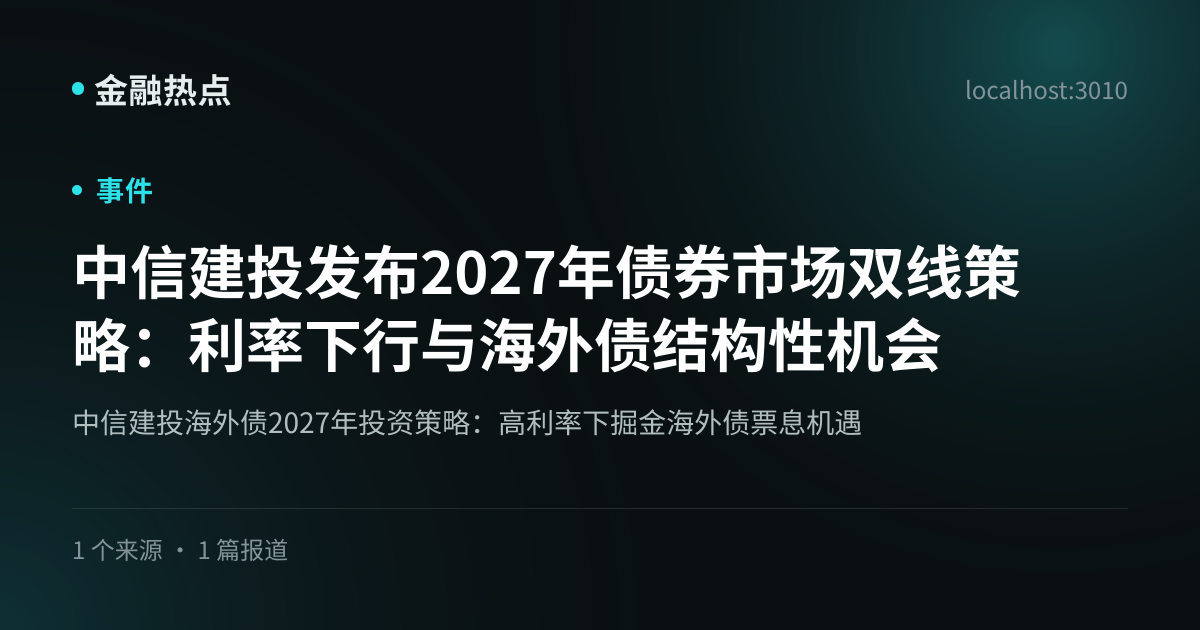 金融热点
localhost:3010
事件
中信建投发布2027年债券市场双线策
略：利率下行与海外债结构性机会
中信建投海外债2027年投资策略：高利率下掘金海外债票息机遇
1 个来源 · 1 篇报道